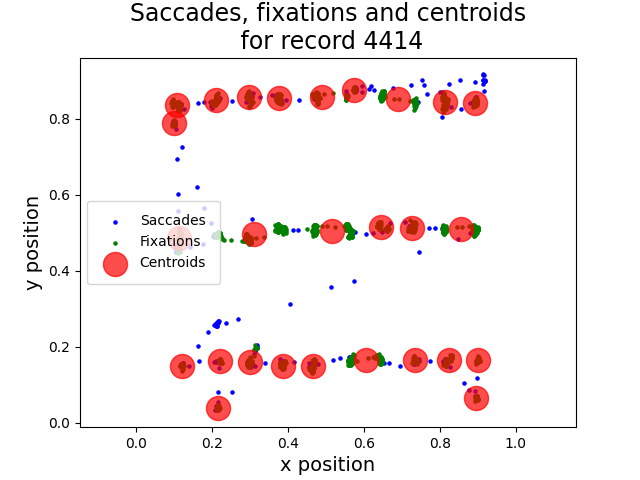 Saccades, fixations and centroids
for record 4414
0.8
0.6
0.4
0.2
0.0
y position
Saccades
Fixations
Centroids
0.0 0.2 0.4 0.6 0.8 1.0
x position